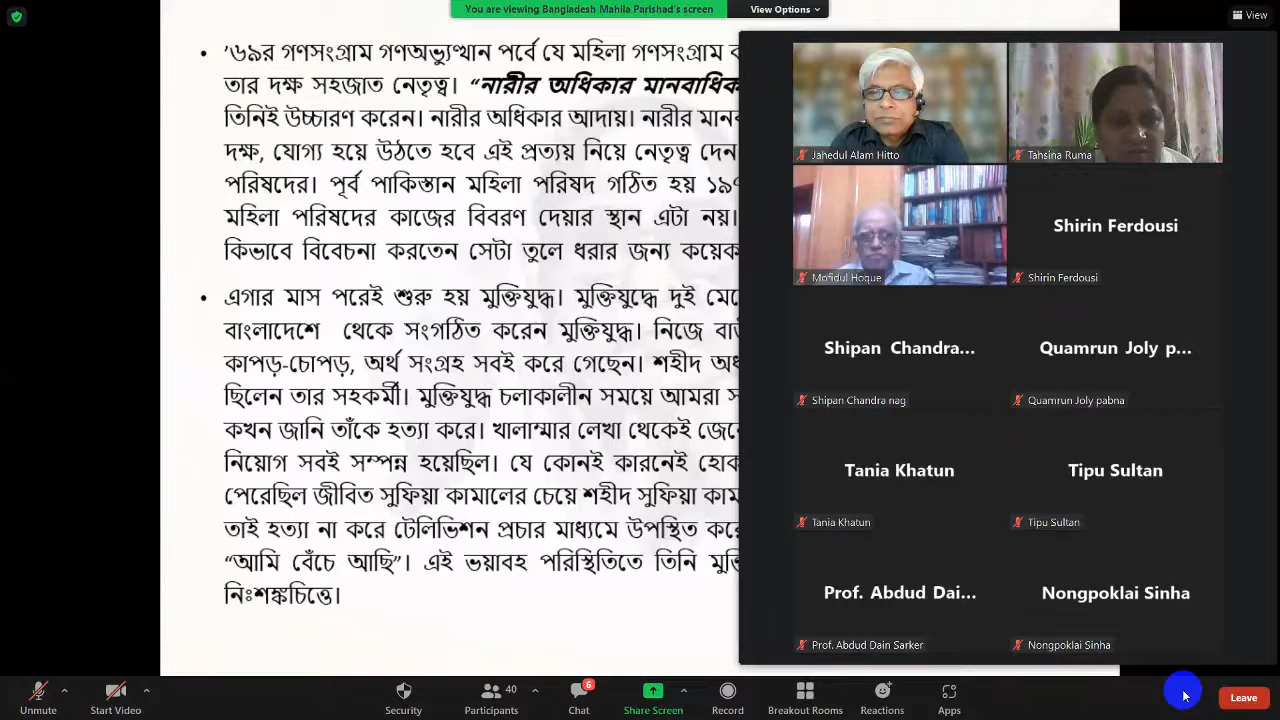 You are viewing Bangladesh Mahila Parishad's screen
View Options
View
'৬৯র গণসংগ্রাম গণঅভ্যুত্থান পর্বে যে মহিলা গণসংগ্রাম
তার দক্ষ সহজাত নেতৃত্ব। “নারীর অধিকার
তিনিই উচ্চারণ করেন। নারীর অধিকার আদায়। নারীর
দক্ষ, যোগ্য হয়ে উঠতে হবে এই প্রত্যয় নিয়ে নেতৃত্ব দেন
পরিষদের। পূর্ব পাকিস্তান মহিলা পরিষদ গঠিত হয়
মহিলা পরিষদের কাজের বিবরণ দেয়ার স্থান এটা নয়।
কিভাবে বিবেচনা করতেন সেটা তুলে ধরার জন্য
এগার মাস পরেই শুরু হয় মুক্তিযুদ্ধ। মুক্তিযুদ্ধে দুই
বাংলাদেশে থেকে সংগঠিত করেন মুক্তিযুদ্ধ। নিজে
কাপড়-চোপড়, অর্থ সংগ্রহ সবই করে গেছেন। শহীদ
ছিলেন তার সহকর্মী। মুক্তিযুদ্ধ চলাকালীন সময়ে আমরা
কখন জানি তাঁকে হত্যা করে। খালাম্মার লেখা থেকেই
নিয়োগ সবই সম্পন্ন হয়েছিল। যে কোনই কারনেই
পেরেছিল জীবিত সুফিয়া কামালের চেয়ে শহীদ সুফিয়া
তাই হত্যা না করে টেলিভিশন প্রচার মাধ্যমে উপস্থিত
“আমি বেঁচে আছি”। এই ভয়াবহ পরিস্থিতিতে তিনি
নিঃশঙ্কচিত্তে।
Jahedul Alam Hitto
Tahsina Ruma
Mofidul Hoque
Shirin Ferdousi
Shirin Ferdousi
Shipan Chandra...
Quamrun Joly p...
Shipan Chandra nag
Quamrun Joly pabna
Tania Khatun
Tipu Sultan
Tania Khatun
Tipu Sultan
Prof. Abdud Dai...
Nongpoklai Sinha
Prof. Abdud Dain Sarker
Nongpoklai Sinha
Unmute
Start Video
Security
40
Participants
6
Chat
Share Screen
Record
Breakout Rooms
Reactions
Apps
Leave